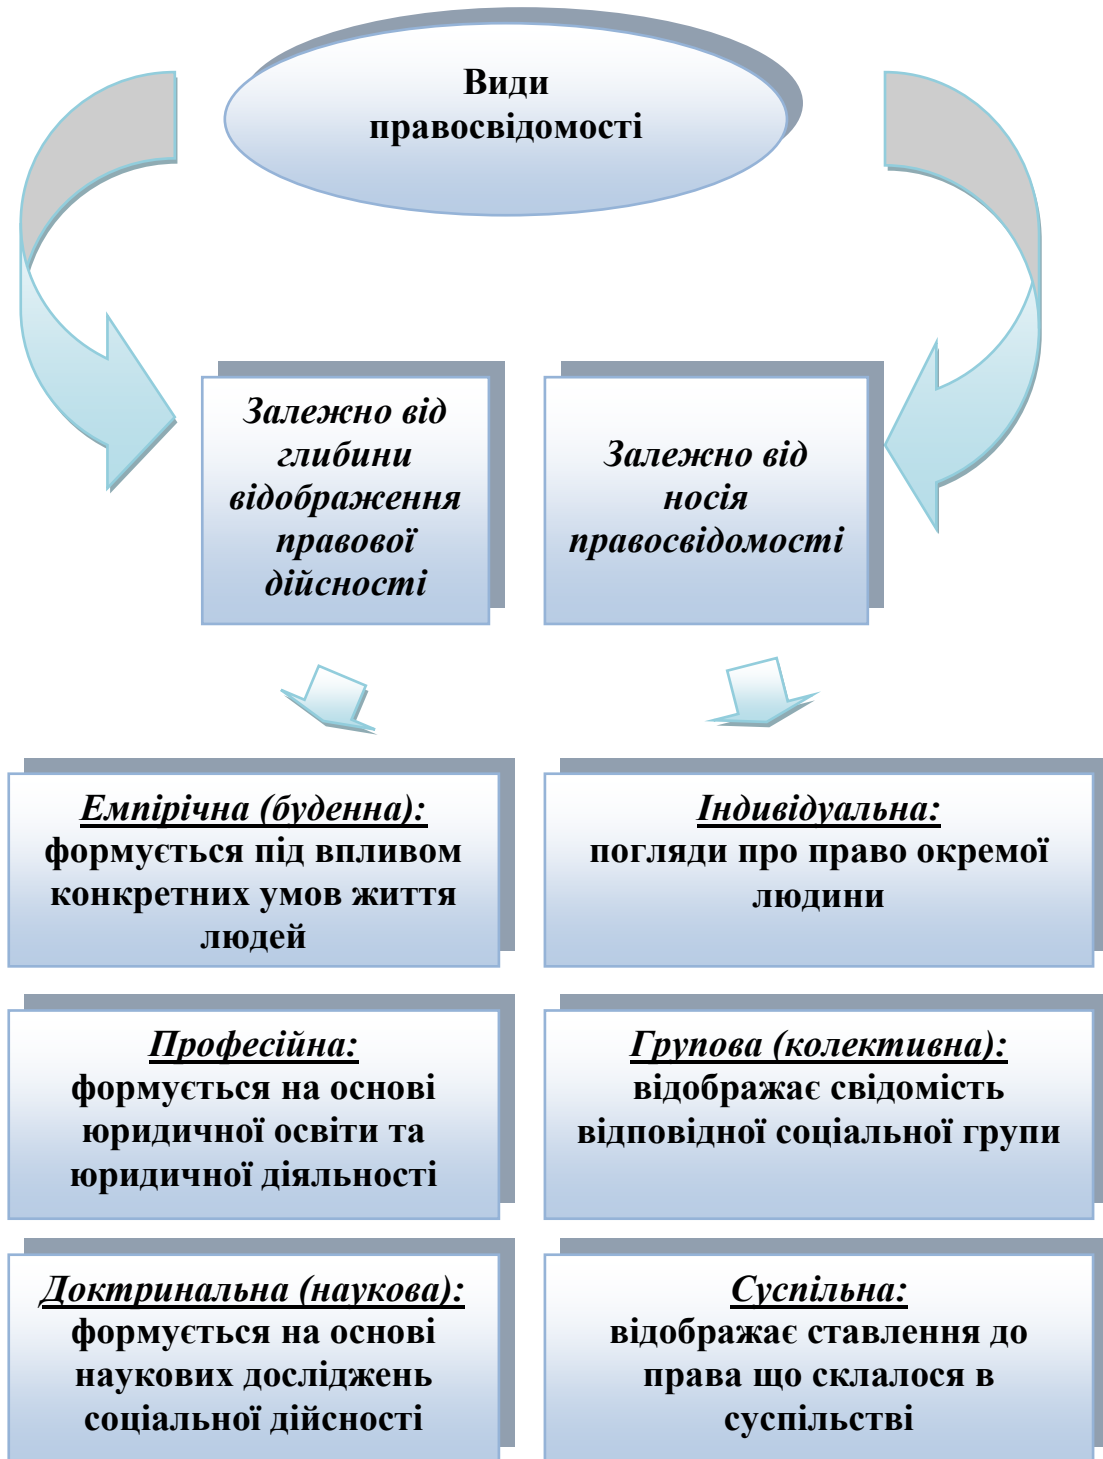 Види
правосвідомості
Залежно від
глибини
відображення
правової
дійсності
Залежно від
носія
правосвідомості
Емпірічна (буденна):
формується під впливом
конкретних умов життя
людей
Індивідуальна:
погляди про право окремої
людини
Професійна:
формується на основі
юридичної освіти та
юридичної діяльності
Групова (колективна):
відображає свідомість
відповідної соціальної групи
Доктринальна (наукова):
формується на основі
наукових досліджень
соціальної дійсності
Суспільна:
відображає ставлення до
права що склалося в
суспільстві